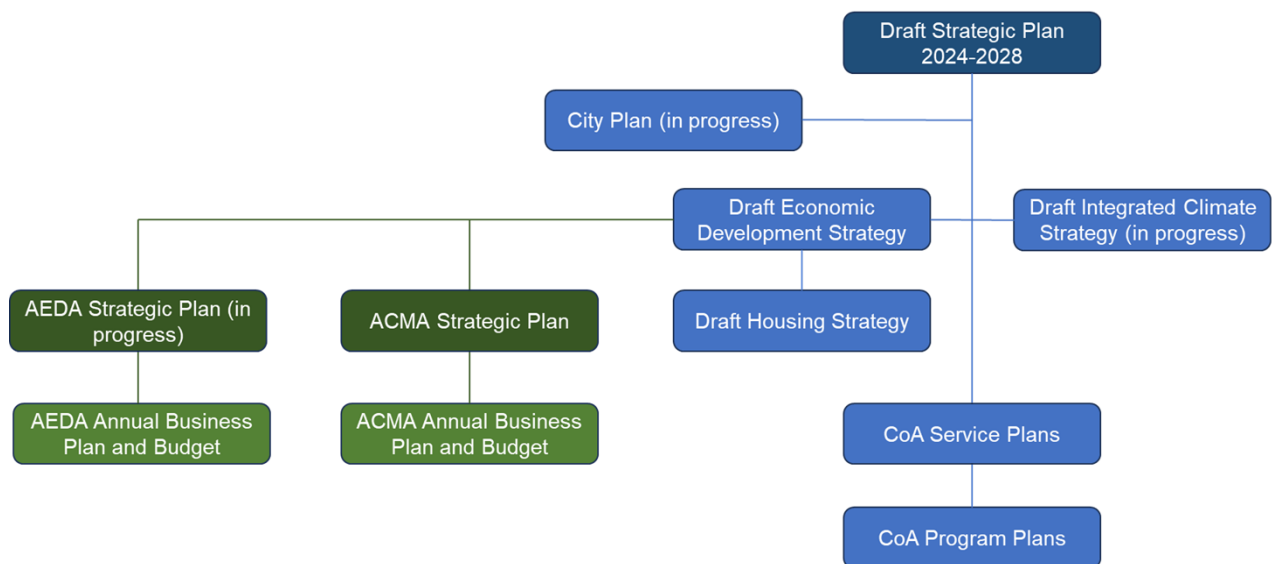 Draft Strategic Plan
2024-2028
City Plan (in progress)
Draft Economic
Development Strategy
Draft Integrated Climate
Strategy (in progress)
AEDA Strategic Plan (in
progress)
ACMA Strategic Plan
Draft Housing Strategy
AEDA Annual Business
Plan and Budget
ACMA Annual Business
Plan and Budget
CoA Service Plans
CoA Program Plans